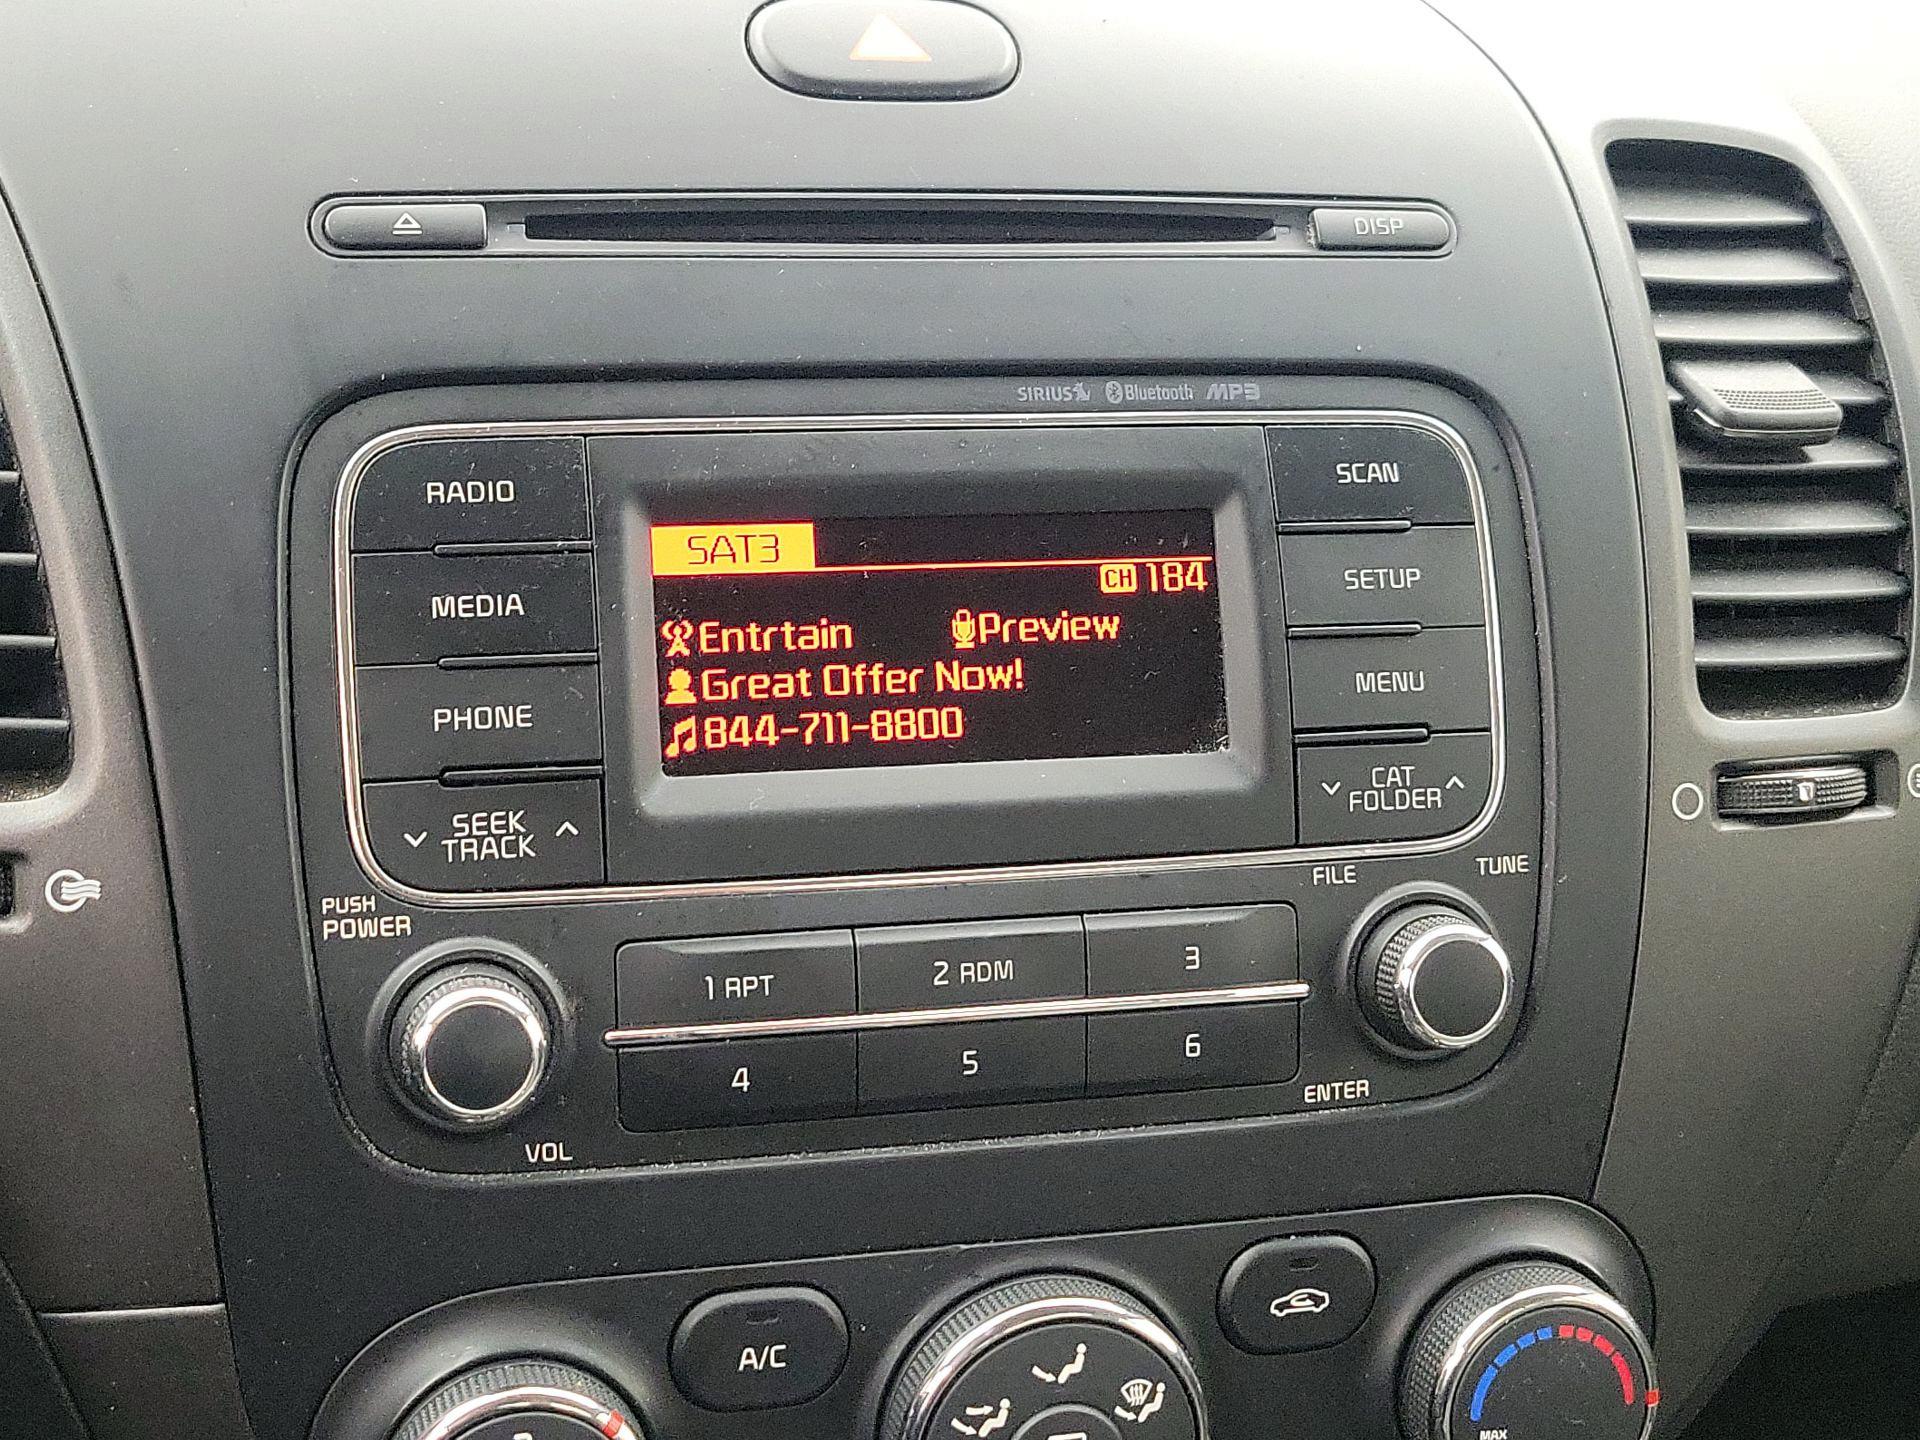 DISP
SIRIUS Bluetooth MP3
RADIO
MEDIA
PHONE
SEEK
TRACK
SAT3
CH 184
Entrtain Preview
Great Offer Now!
844-711-8800
SCAN
SETUP
MENU
CAT
FOLDER
PUSH
POWER
VOL
1 RPT
2 RDM
3
4
5
6
FILE
TUNE
ENTER
A/C
MAX